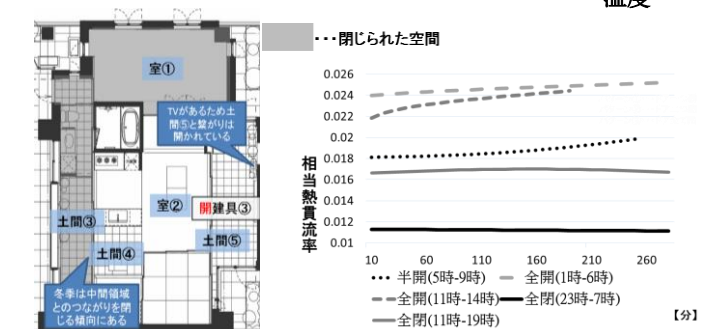 温度
・・・閉じられた空間
室①
TVがあるため土
間⑤と繋がりは
開かれている
室②
開建具③
土間③
土間④
土間⑤
冬季は中間領域
とのつながりを閉
じる傾向にある
相当熱貫流率
0.026
0.024
0.022
0.02
0.018
0.016
0.014
0.012
0.01
10 60 110 160 210 260
半開(5時-9時) 全開(1時-6時)
全開(11時-14時) 全閉(23時-7時)
全閉(11時-19時)
【分】